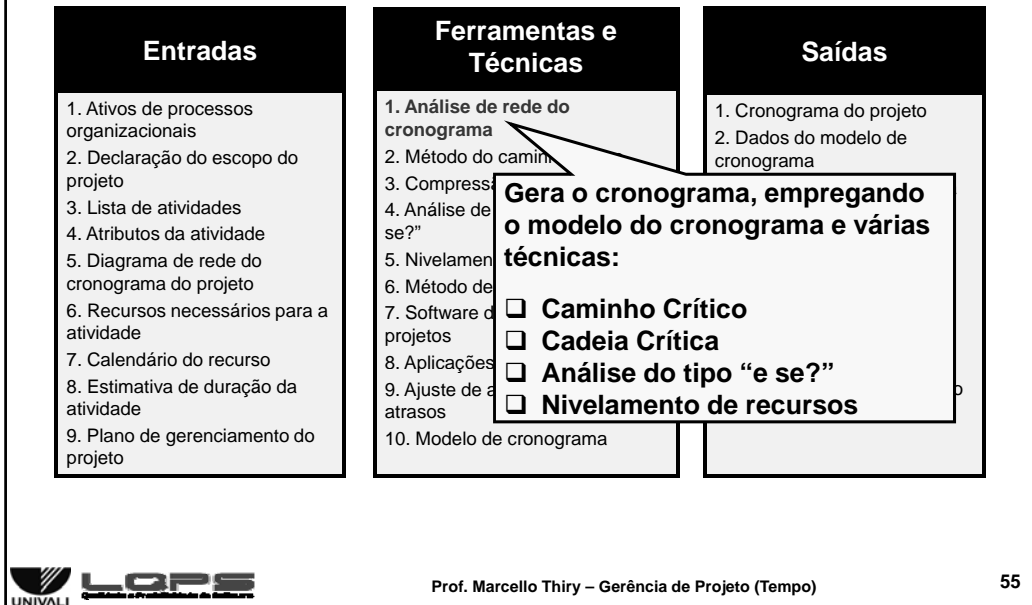 Entradas
1. Ativos de processos
organizacionais
2. Declaração do escopo do
projeto
3. Lista de atividades
4. Atributos da atividade
5. Diagrama de rede do
cronograma do projeto
6. Recursos necessários para a
atividade
7. Calendário do recurso
8. Estimativa de duração da
atividade
9. Plano de gerenciamento do
projeto
Ferramentas e
Técnicas
1. Análise de rede do
cronograma
2. Método do
3.
4. Análise de
se?”
5.
6. Método de
7. Software
projetos
8. Aplicações
9. Ajuste de
atrasos
10. Modelo de cronograma
Saídas
1. Cronograma do projeto
2. Dados do modelo de
cronograma
Gera o cronograma, empregando
o modelo do cronograma e várias
técnicas:
❑ Caminho Crítico
❑ Cadeia Crítica
❑ Análise do tipo “e se?”
❑ Nivelamento de recursos
UNIVALI
LQPS
Prof. Marcello Thiry – Gerência de Projeto (Tempo)
55